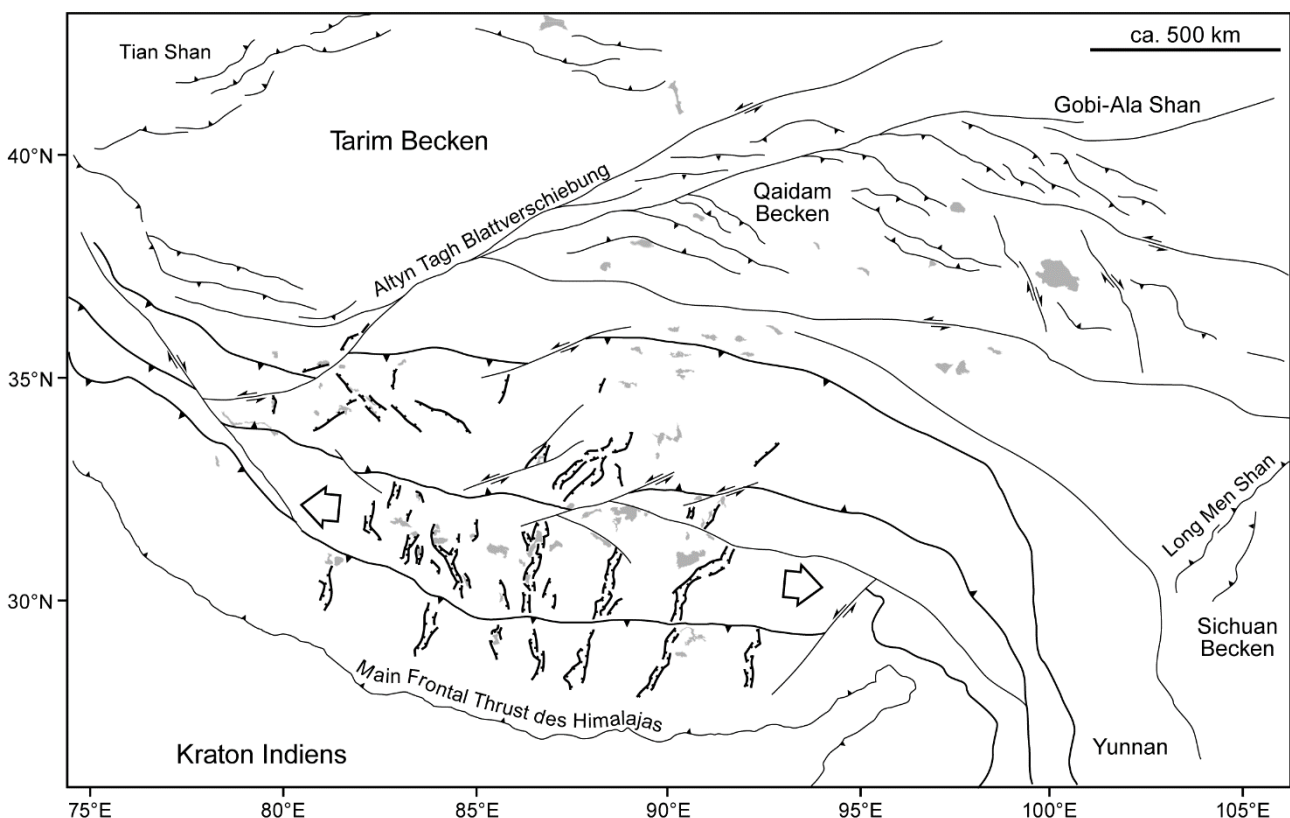 ca. 500 km
Tian Shan
Gobi-Ala Shan
Tarim Becken
40°N
Altyn Tagh Blattverschiebung
Qaidam
Becken
35°N
Long Men Shan
30°N
Sichuan
Becken
Main Frontal Thrust des Himalajas
Kraton Indiens
Yunnan
75°E
80°E
85°E
90°E
95°E
100°E
105°E